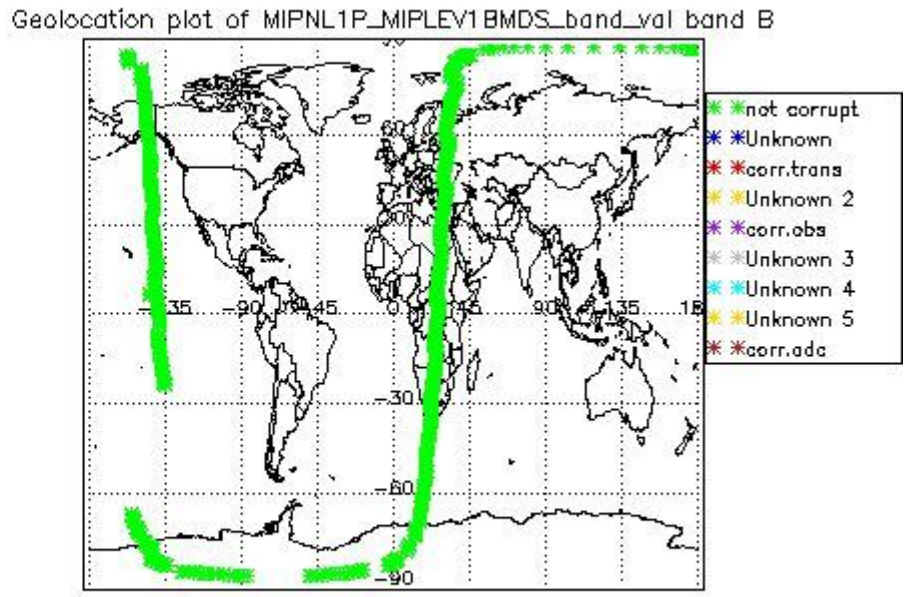 Geolocation plot of MIPNL1P_MIPLEV1BMDS_band_val band B
not corrupt
Unknown
corr.trans
Unknown 2
corr.obs
Unknown 3
Unknown 4
Unknown 5
corr.adc
60
-90
-45
0
45
90
135
-30
-60
-90